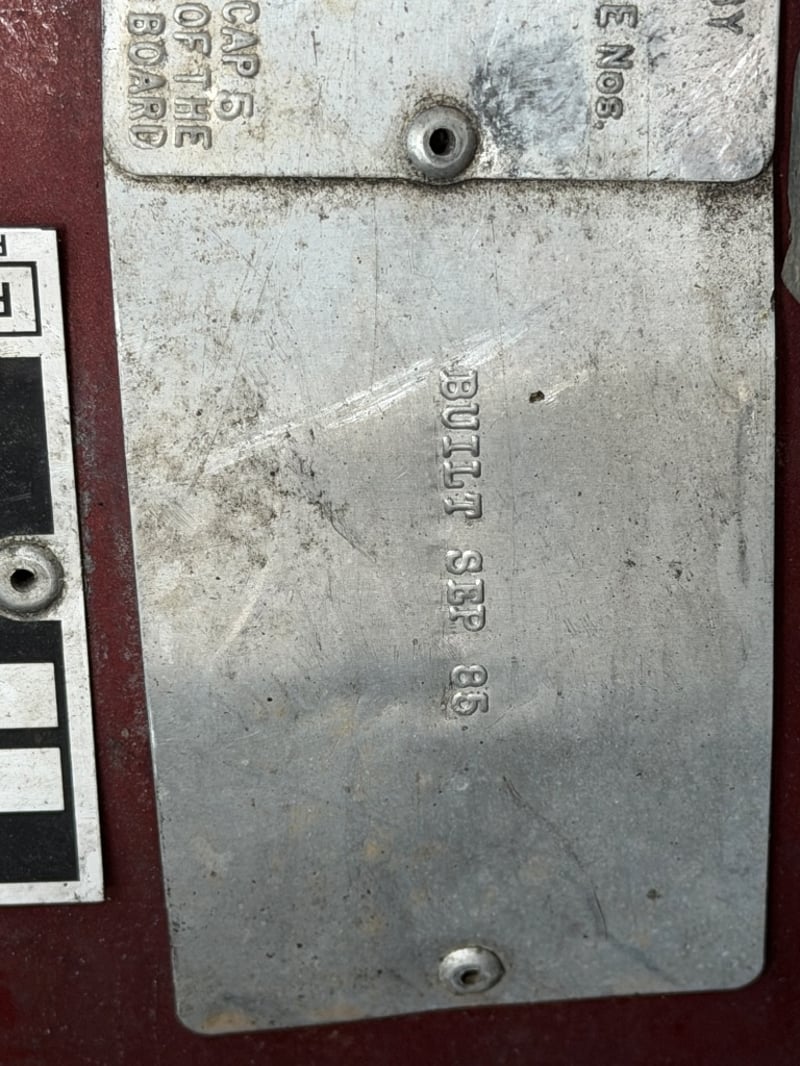 E Nos.
CAP 5
OF THE
BOARD
BUILT SEP 85